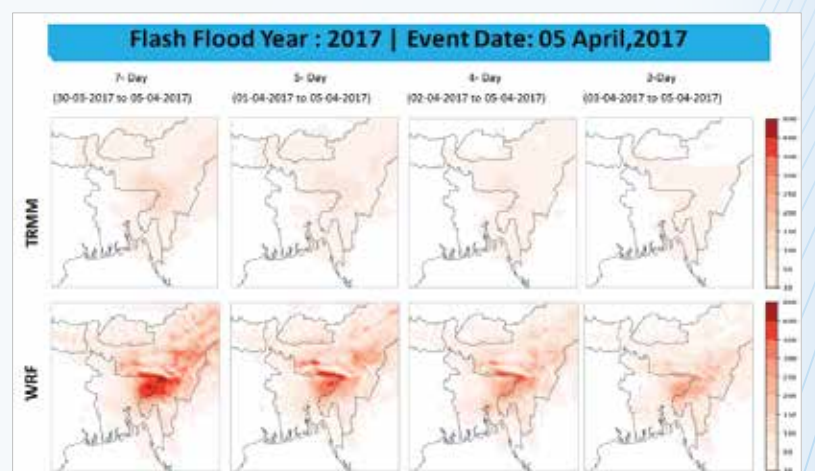 Flash Flood Year : 2017 | Event Date: 05 April,2017
7- Day
5- Day
4- Day
3-Day
(30-03-2017 to 05-04-2017)
(01-04-2017 to 05-04-2017)
(02-04-2017 to 05-04-2017)
(03-04-2017 to 05-04-2017)
TRMM
WRF